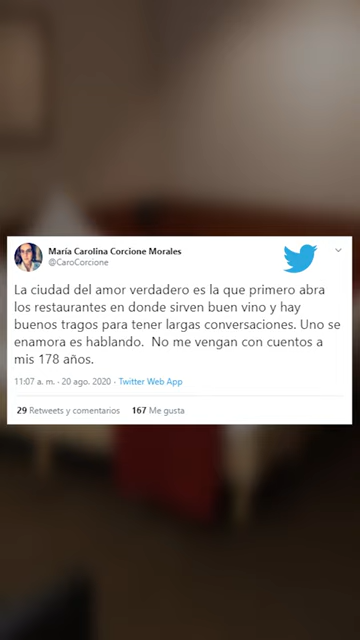 María Carolina Corcione Morales
@CaroCorcione
La ciudad del amor verdadero es la que primero abra
los restaurantes en donde sirven buen vino y hay
buenos tragos para tener largas conversaciones. Uno se
enamora es hablando. No me vengan con cuentos a
mis 178 años.
11:07 a. m. · 20 ago. 2020 · Twitter Web App
29 Retweets y comentarios 167 Me gusta